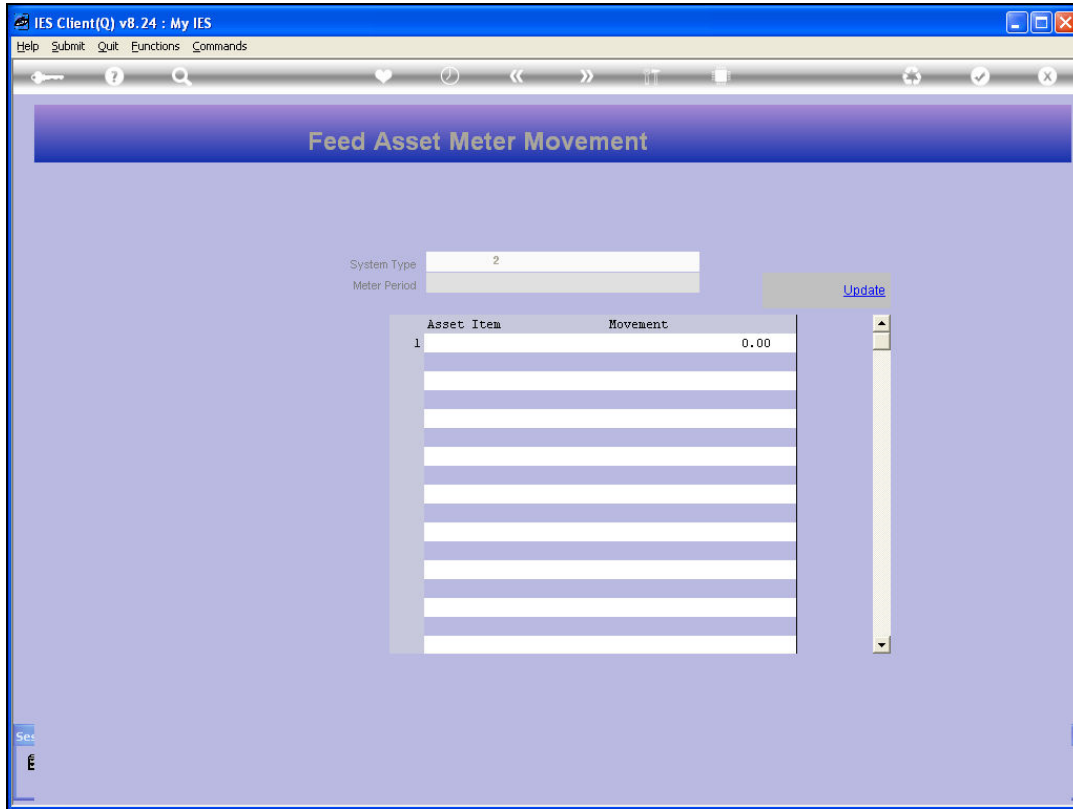 IES Client(Q) v8.24 : My IES
Help Submit Quit Functions Commands
Feed Asset Meter Movement
System Type 2
Meter Period
Update
Asset Item Movement
1 0.00